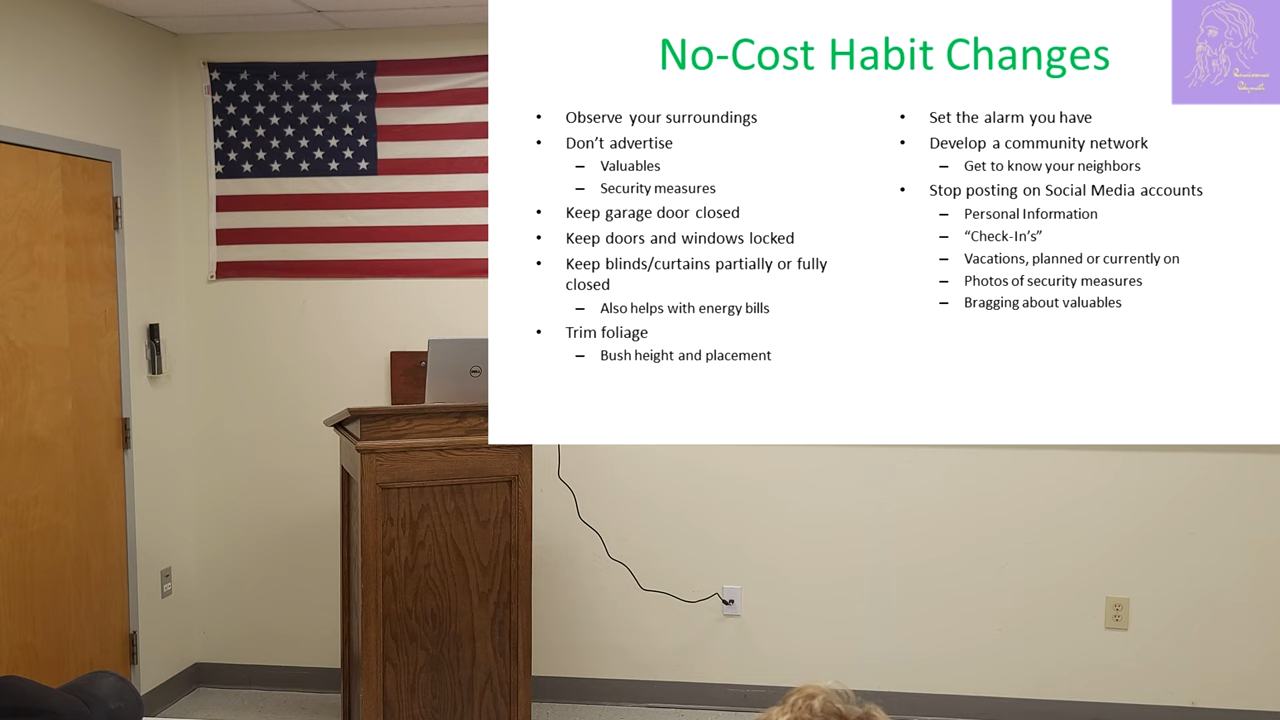 No-Cost Habit Changes
• Observe your surroundings
• Don’t advertise
– Valuables
– Security measures
• Keep garage door closed
• Keep doors and windows locked
• Keep blinds/curtains partially or fully
closed
– Also helps with energy bills
• Trim foliage
– Bush height and placement
• Set the alarm you have
• Develop a community network
– Get to know your neighbors
• Stop posting on Social Media accounts
– Personal Information
– “Check-In’s”
– Vacations, planned or currently on
– Photos of security measures
– Bragging about valuables
DELL